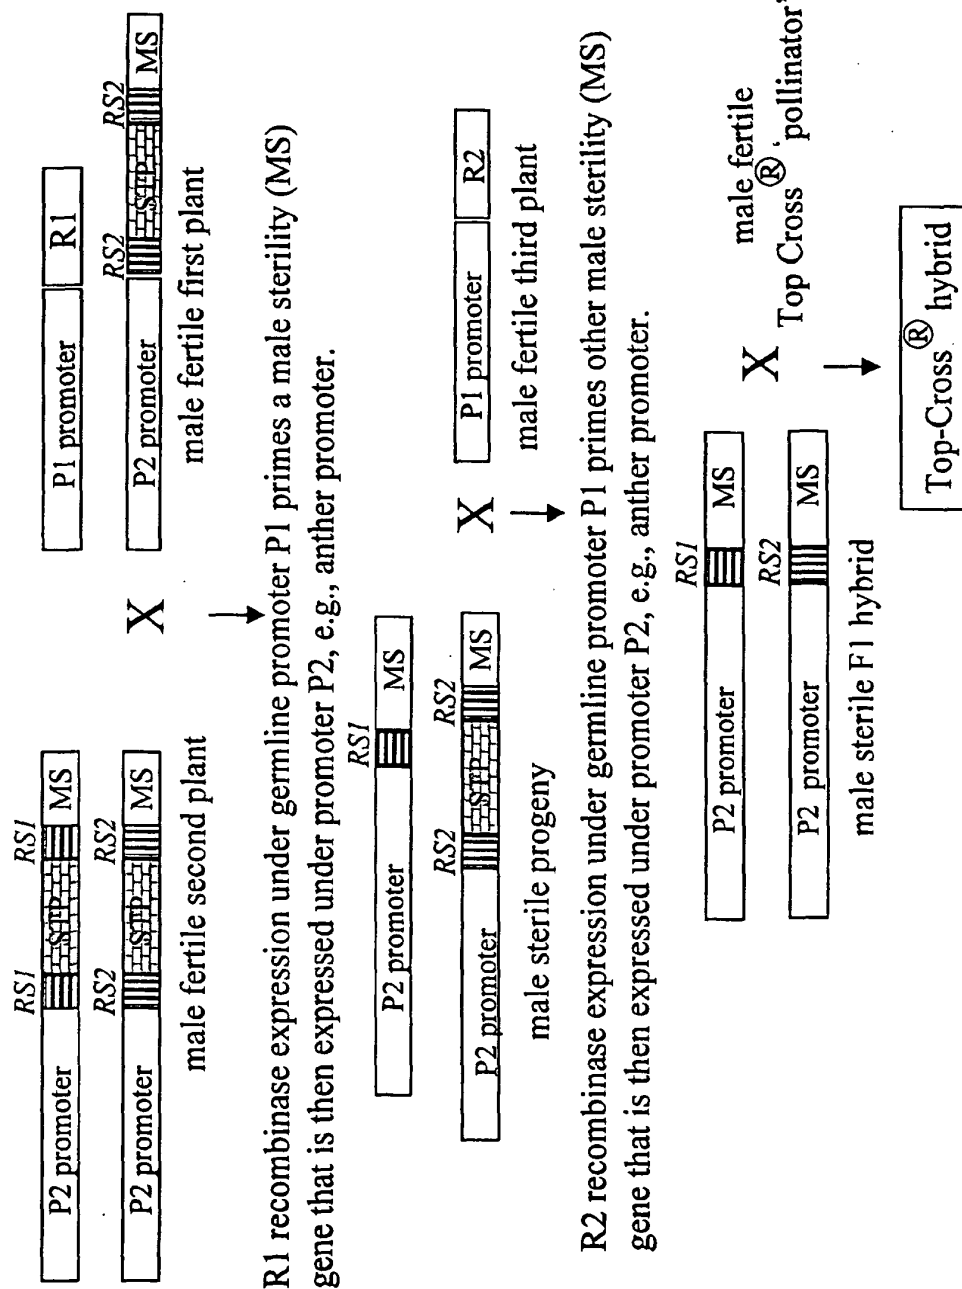 RS1 RS1
P2 promoter STP MS
RS2 RS2
P2 promoter STP MS
male fertile second plant
X
P1 promoter R1
RS2 RS2
P2 promoter STP MS
male fertile first plant
R1 recombinase expression under germline promoter P1 primes a male sterility (MS)
gene that is then expressed under promoter P2, e.g., anther promoter.
RS1
P2 promoter MS
RS2 RS2
P2 promoter STP MS
male sterile progeny
X
P1 promoter R2
male fertile third plant
R2 recombinase expression under germline promoter P1 primes other male sterility (MS)
gene that is then expressed under promoter P2, e.g., anther promoter.
RS1
P2 promoter MS
RS2
P2 promoter MS
male sterile F1 hybrid
X
male fertile
Top Cross® ‘pollinator’
Top-Cross® hybrid